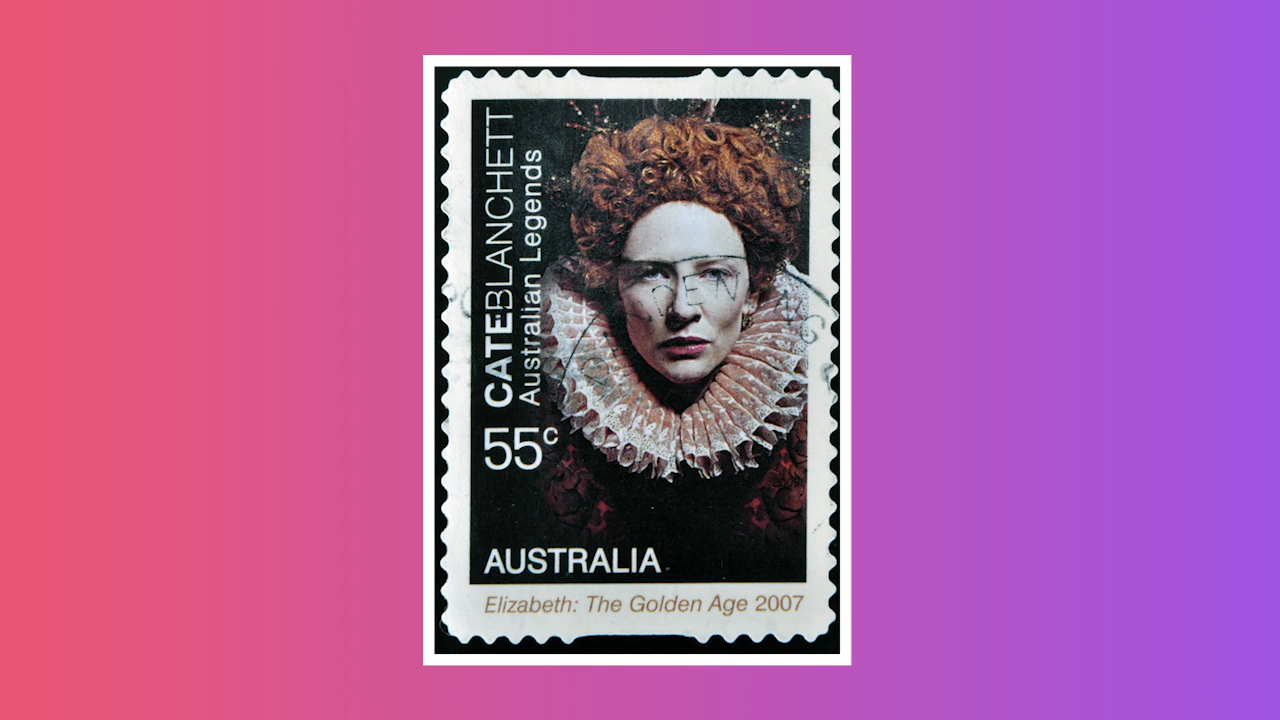 CATEBLANCHETT
Australian Legends
55c
AUSTRALIA
Elizabeth: The Golden Age 2007